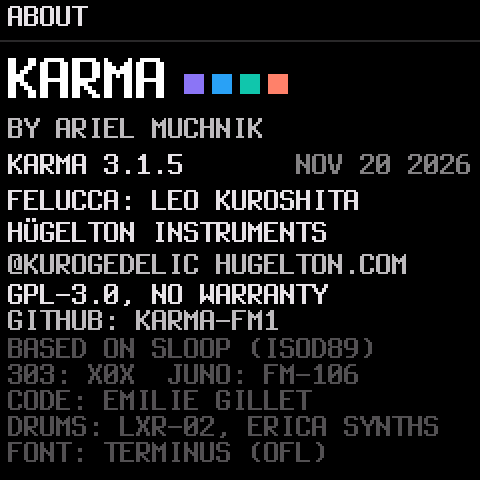 ABOUT
KARMA
BY ARIEL MUCHNIK
KARMA 3.1.5 NOV 20 2026
FELUCCA: LEO KUROSHITA
HÜGELTON INSTRUMENTS
@KUROGEDELIC HUGELTON.COM
GPL-3.0, NO WARRANTY
GITHUB: KARMA-FM1
BASED ON SLOOP (ISOD89)
303: X0X JUNO: FM-106
CODE: EMILIE GILLET
DRUMS: LXR-02, ERICA SYNTHS
FONT: TERMINUS (OFL)